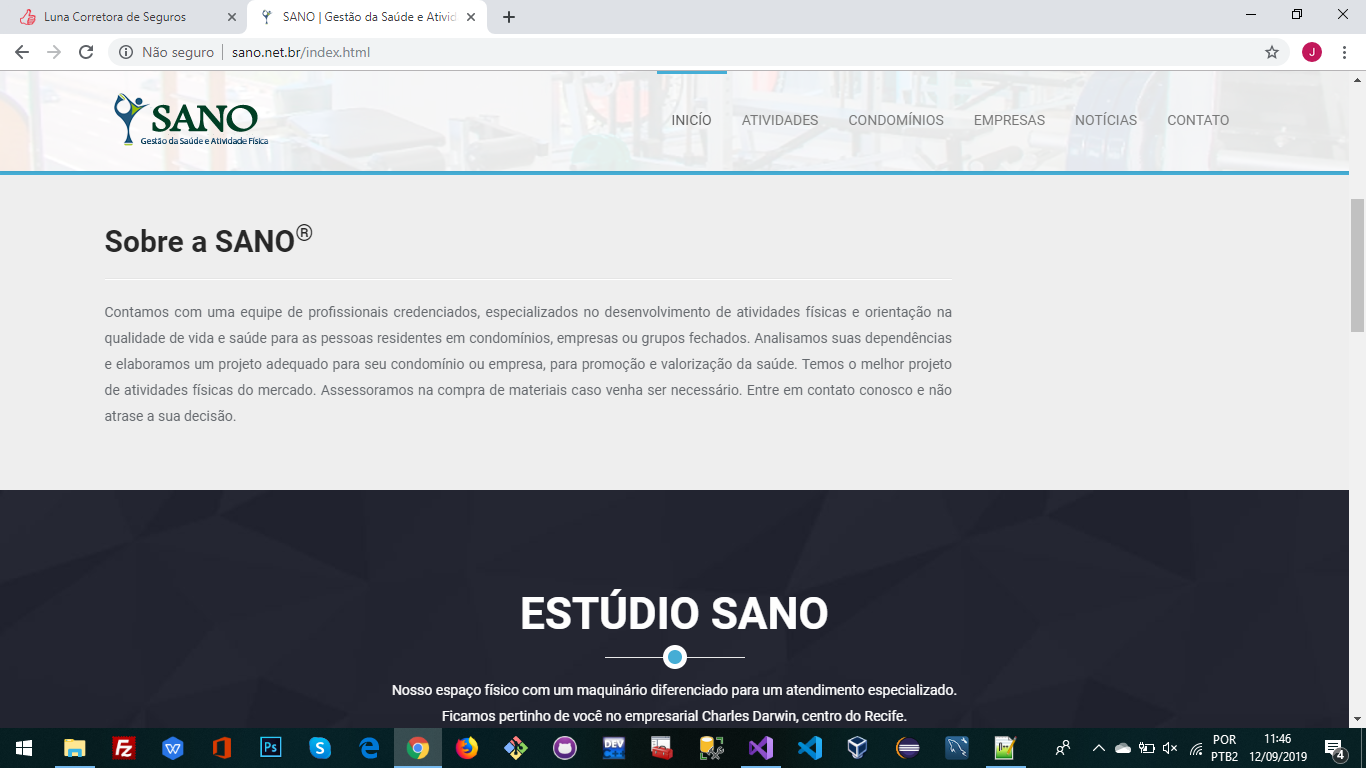 Luna Corretora de Seguros
SANO | Gestão da Saúde e Ativid
Não seguro
sano.net.br/index.html
J
SANO
Gestão da Saúde e Atividade Física
INICÍO
ATIVIDADES
CONDOMÍNIOS
EMPRESAS
NOTÍCIAS
CONTATO
Sobre a SANO®
Contamos com uma equipe de profissionais credenciados, especializados no desenvolvimento de atividades físicas e orientação na
qualidade de vida e saúde para as pessoas residentes em condomínios, empresas ou grupos fechados. Analisamos suas dependências
e elaboramos um projeto adequado para seu condomínio ou empresa, para promoção e valorização da saúde. Temos o melhor projeto
de atividades físicas do mercado. Assessoramos na compra de materiais caso venha ser necessário. Entre em contato conosco e não
atrase a sua decisão.
ESTÚDIO SANO
Nosso espaço físico com um maquinário diferenciado para um atendimento especializado.
Ficamos pertinho de você no empresarial Charles Darwin, centro do Recife.
Fz
W
Ps
S
DEV
POR
PTB2
11:46
12/09/2019
4